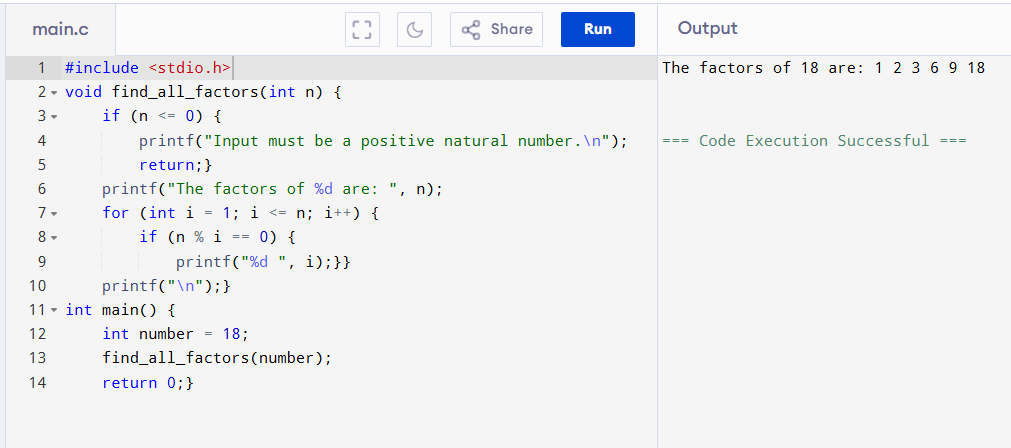 main.c Share Run Output
1 #include <stdio.h>
2 void find_all_factors(int n) {
3     if (n <= 0) {
4         printf("Input must be a positive natural number.\n");
5         return;}
6     printf("The factors of %d are: ", n);
7     for (int i = 1; i <= n; i++) {
8         if (n % i == 0) {
9             printf("%d ", i);}}
10     printf("\n");}
11 int main() {
12     int number = 18;
13     find_all_factors(number);
14     return 0;}
The factors of 18 are: 1 2 3 6 9 18
=== Code Execution Successful ===